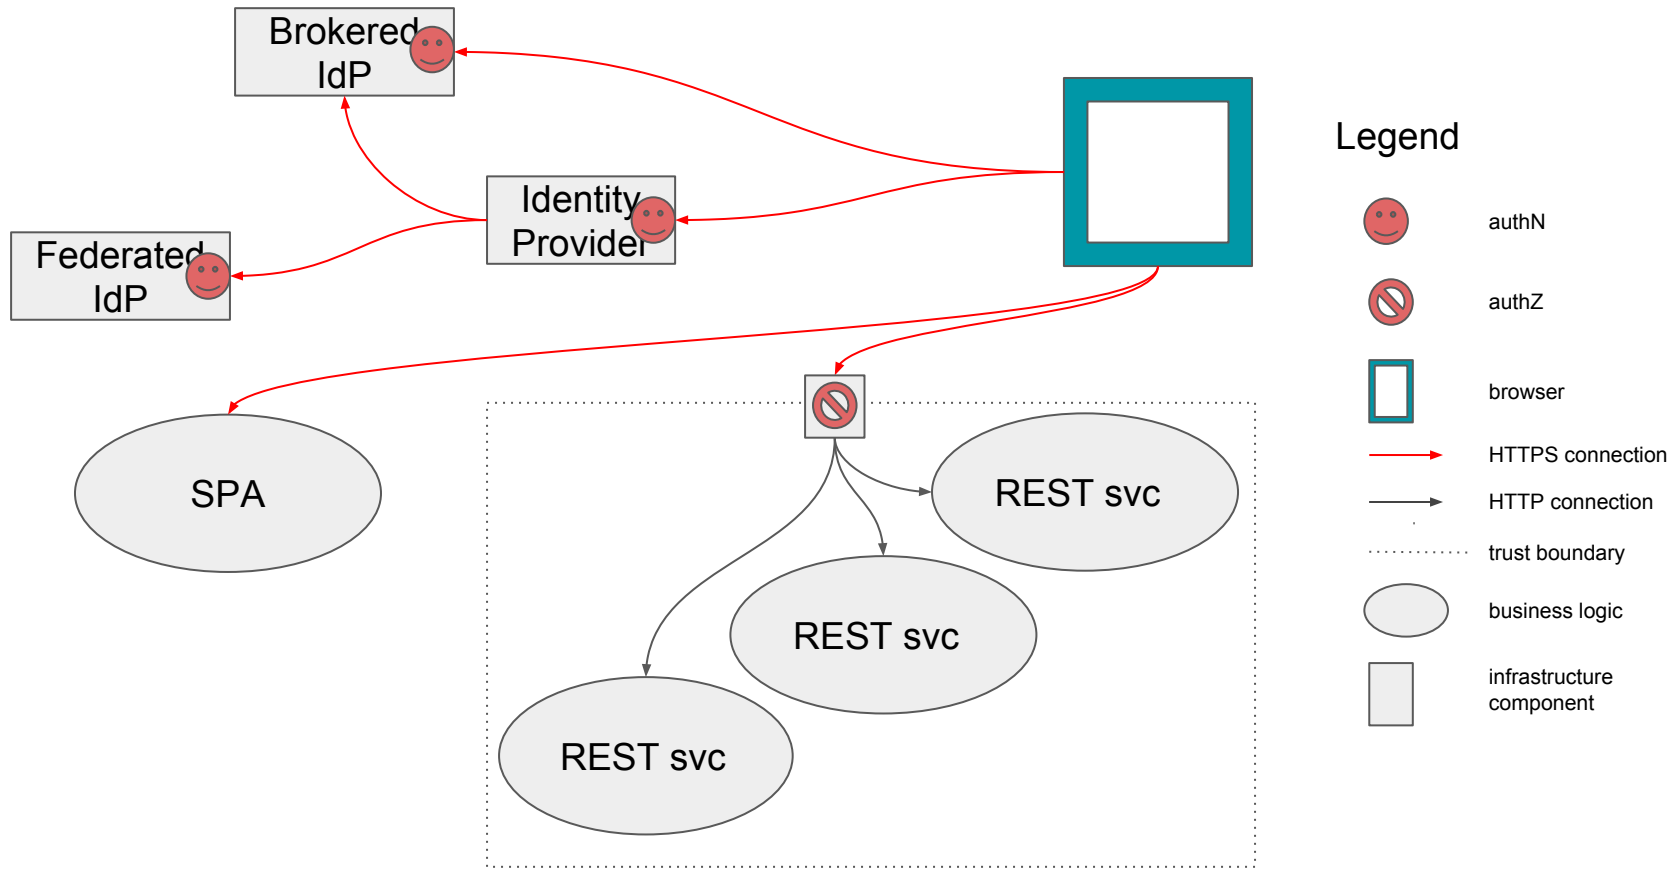 Brokered
IdP
Identity
Provider
Federated
IdP
SPA
REST svc
REST svc
REST svc
Legend
authN
authZ
browser
HTTPS connection
HTTP connection
trust boundary
business logic
infrastructure
component